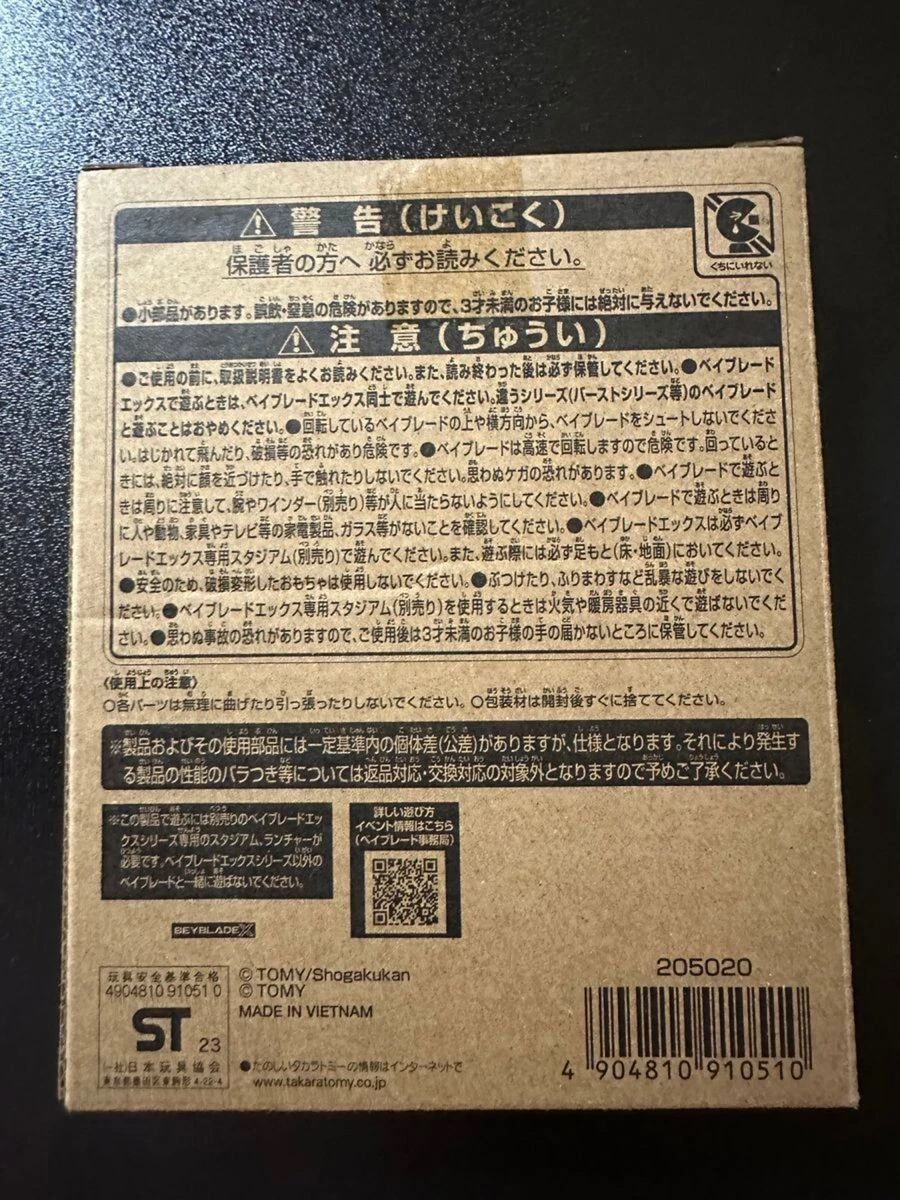 ⚠警告(けいこく)
保護者の方へ 必ずお読みください。
くちにいれない
●小部品があります。誤飲・窒息の危険がありますので、3才未満のお子様には絶対に与えないでください。
⚠注意(ちゅうい)
●ご使用の前に、取扱説明書をよくお読みください。また、読み終わった後は必ず保管してください。●ベイブレード
エックスで遊ぶときは、ベイブレードエックス同士で遊んでください。違うシリーズ(バーストシリーズ等)のベイブレード
と遊ぶことはおやめください。●回転しているベイブレードの上や横方向から、ベイブレードをシュートしないでくださ
い。はじかれて飛んだり、破損等の恐れがあり危険です。●ベイブレードは高速で回転しますので危険です。回っていると
きには、絶対に顔を近づけたり、手で触れたりしないでください。思わぬケガの恐れがあります。●ベイブレードで遊ぶと
きは周りに注意して、腕やワインダー(別売り)等が人に当たらないようにしてください。●ベイブレードで遊ぶときは周り
に人や動物、家具やテレビ等の家電製品、ガラス等がないことを確認してください。●ベイブレードエックスは必ずベイブ
レードエックス専用スタジアム(別売り)で遊んでください。また、遊ぶ際には必ず足もと(床・地面)においてください。
●安全のため、破損変形したおもちゃは使用しないでください。●ぶつけたり、ふりまわすなど乱暴な遊びをしないでく
ださい。●ベイブレードエックス専用スタジアム(別売り)を使用するときは火気や暖房器具の近くで遊ばないでくだ
さい。●思わぬ事故の恐れがありますので、ご使用後は3才未満のお子様の手の届かないところに保管してください。
〈使用上の注意〉
○各パーツは無理に曲げたり引っ張ったりしないでください。○包装材は開封後すぐに捨ててください。
※製品およびその使用部品には一定基準内の個体差(公差)がありますが、仕様となります。それにより発生す
る製品の性能のバラつき等については返品対応・交換対応の対象外となりますので予めご了承ください。
※この製品で遊ぶには別売りのベイブレードエッ
クスシリーズ専用のスタジアム、ランチャーが
必要です。ベイブレードエックスシリーズ以外の
ベイブレードと一緒に遊ばないでください。
詳しい遊び方
イベント情報はこちら
(ベイブレード事務局)
BEYBLADE X
玩具安全基準合格
4904810 91051 0
ST 23
(一社)日本玩具協会
東京都墨田区東駒形4-22-4
© TOMY/Shogakukan
© TOMY
MADE IN VIETNAM
●たのしいタカラトミーの情報はインターネットで
www.takaratomy.co.jp
205020
4 904810 910510